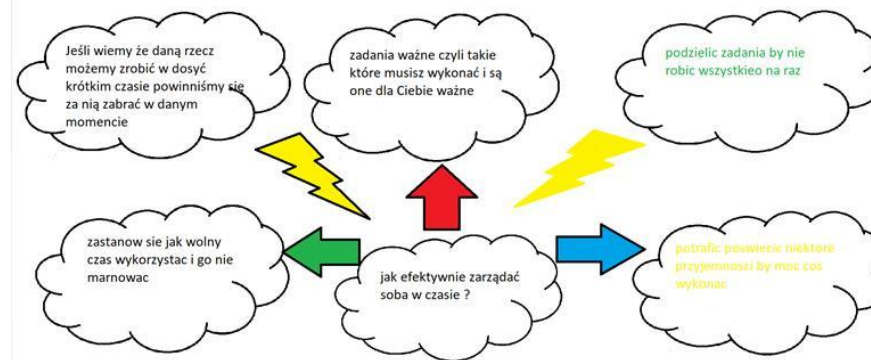 Jeśli wiemy że daną rzecz
możemy zrobić w dosyć
krótkim czasie powinniśmy się
za nią zabrać w danym
momencie
zadania ważne czyli takie
które musisz wykonać i są
one dla Ciebie ważne
podzielic zadania by nie
robic wszystkieo na raz
zastanow sie jak wolny
czas wykorzystac i go nie
marnowac
jak efektywnie zarządać
soba w czasie ?
potrafic poswiecic niektore
przyjemnosci by moc cos
wykonac